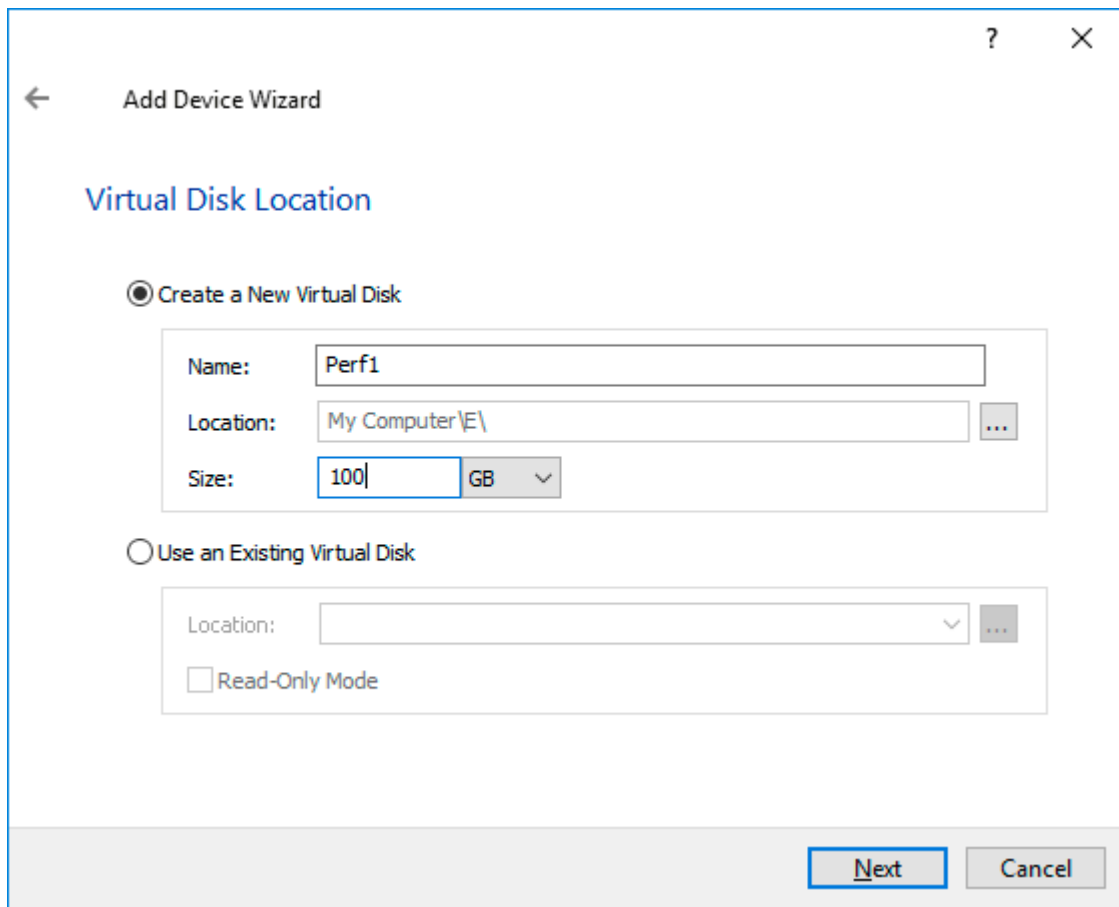 ?
Add Device Wizard
Virtual Disk Location
Create a New Virtual Disk
Name: Perf1
Location: My Computer\E\ ...
Size: 100 GB
Use an Existing Virtual Disk
Location: ...
Read-Only Mode
Next Cancel